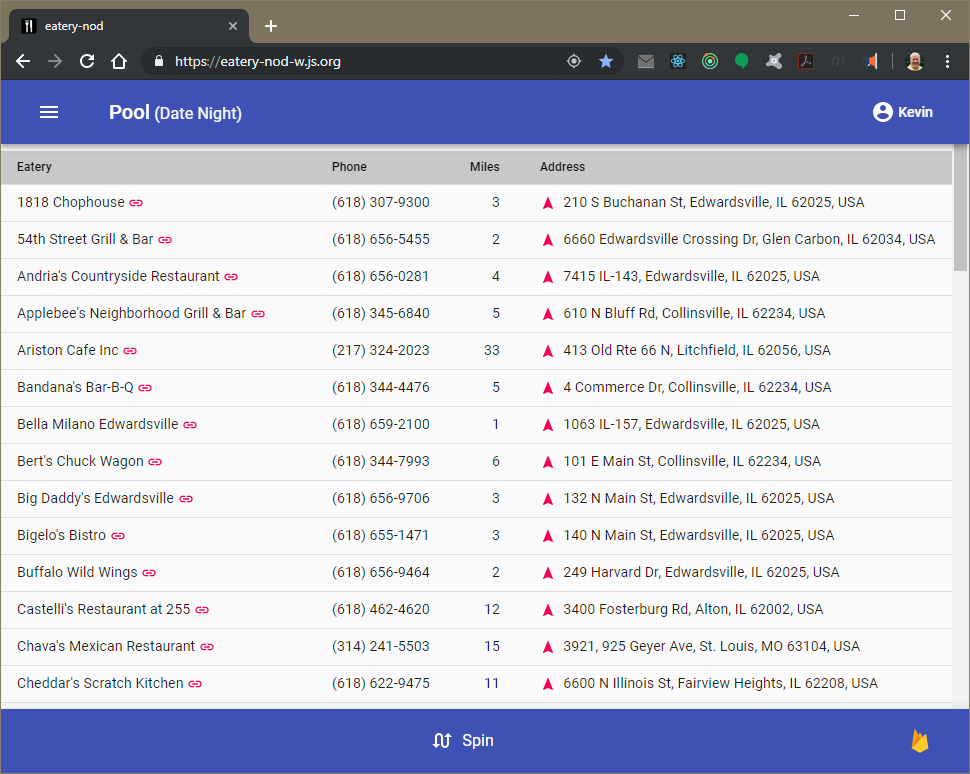 eatery-nod
https://eatery-nod-w.js.org
Pool (Date Night)
Kevin
Eatery Phone Miles Address
1818 Chophouse (618) 307-9300 3 210 S Buchanan St, Edwardsville, IL 62025, USA
54th Street Grill & Bar (618) 656-5455 2 6660 Edwardsville Crossing Dr, Glen Carbon, IL 62034, USA
Andria's Countryside Restaurant (618) 656-0281 4 7415 IL-143, Edwardsville, IL 62025, USA
Applebee's Neighborhood Grill & Bar (618) 345-6840 5 610 N Bluff Rd, Collinsville, IL 62234, USA
Ariston Cafe Inc (217) 324-2023 33 413 Old Rte 66 N, Litchfield, IL 62056, USA
Bandana's Bar-B-Q (618) 344-4476 5 4 Commerce Dr, Collinsville, IL 62234, USA
Bella Milano Edwardsville (618) 659-2100 1 1063 IL-157, Edwardsville, IL 62025, USA
Bert's Chuck Wagon (618) 344-7993 6 101 E Main St, Collinsville, IL 62234, USA
Big Daddy's Edwardsville (618) 656-9706 3 132 N Main St, Edwardsville, IL 62025, USA
Bigelo's Bistro (618) 655-1471 3 140 N Main St, Edwardsville, IL 62025, USA
Buffalo Wild Wings (618) 656-9464 2 249 Harvard Dr, Edwardsville, IL 62025, USA
Castelli's Restaurant at 255 (618) 462-4620 12 3400 Fosterburg Rd, Alton, IL 62002, USA
Chava's Mexican Restaurant (314) 241-5503 15 3921, 925 Geyer Ave, St. Louis, MO 63104, USA
Cheddar's Scratch Kitchen (618) 622-9475 11 6600 N Illinois St, Fairview Heights, IL 62208, USA
Spin